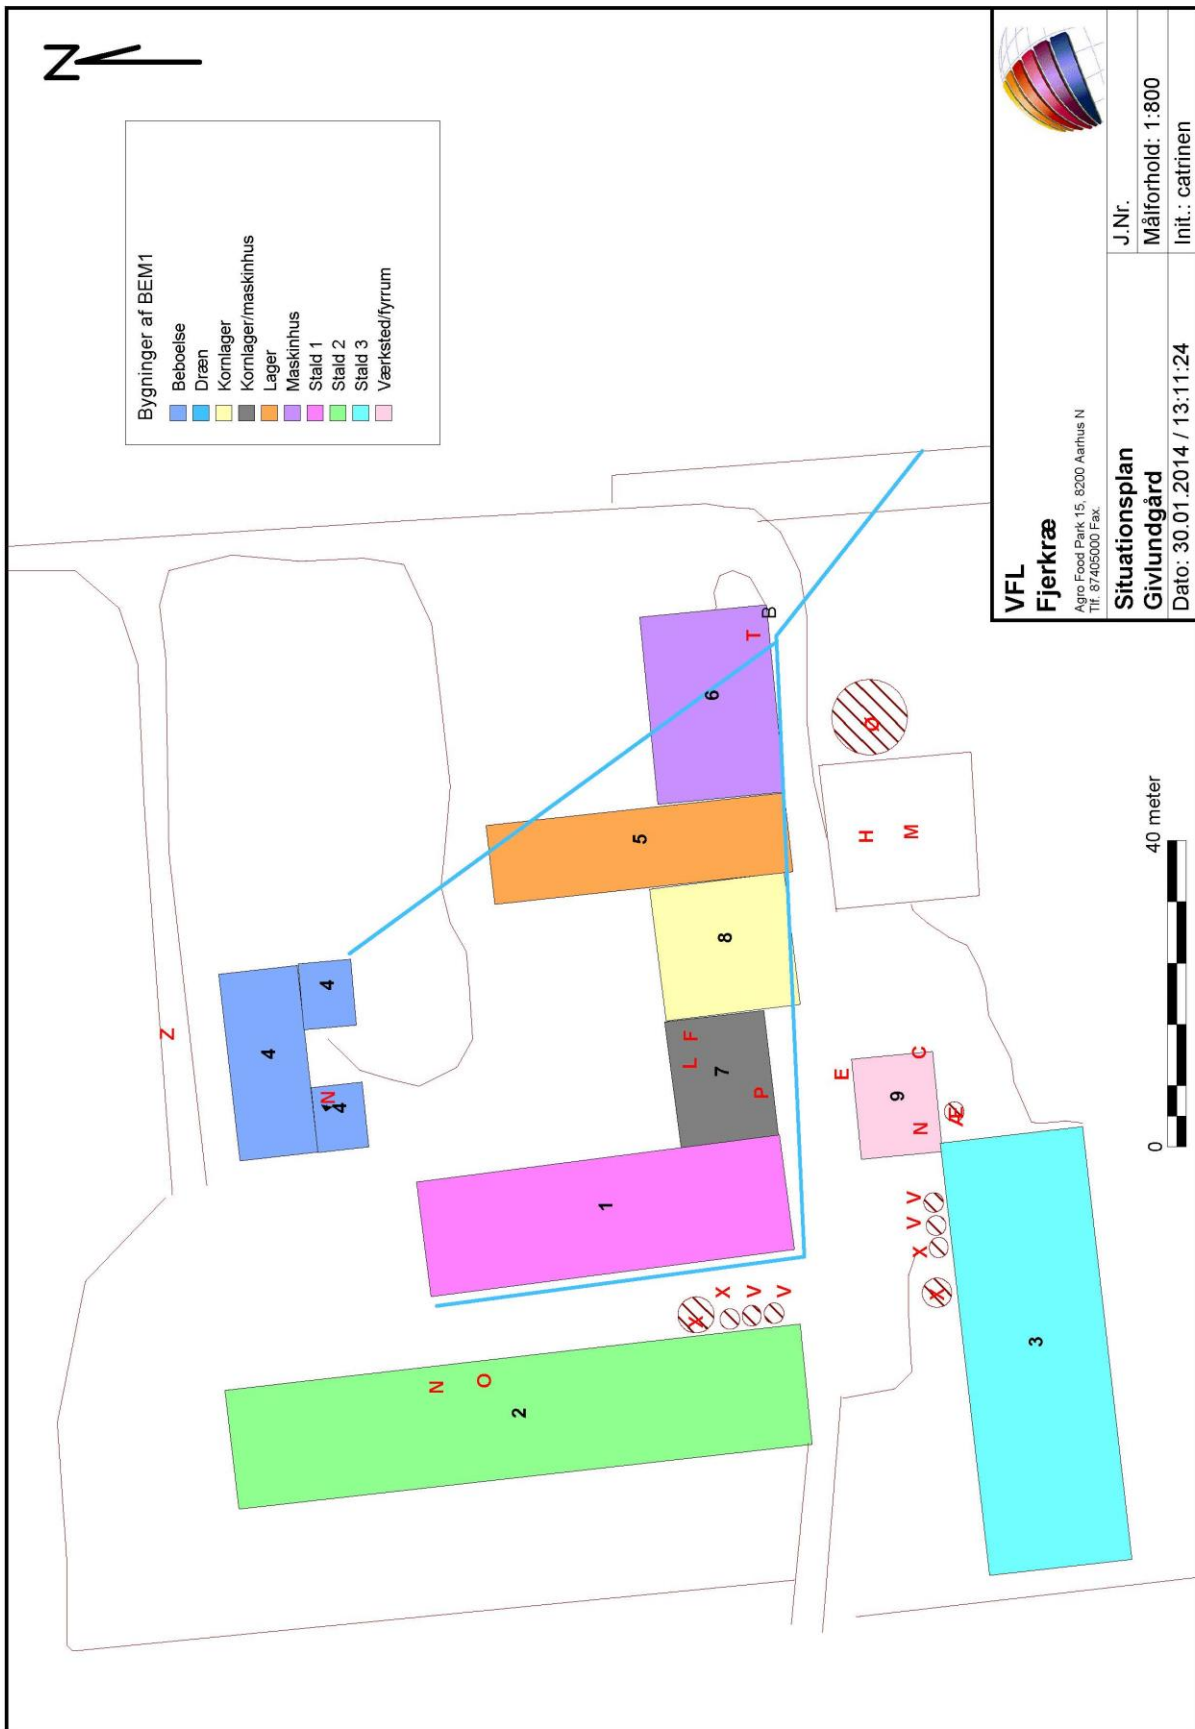 N
Bygninger af BEM1
Beboelse
Dræn
Kornlager
Kornlager/maskinhus
Lager
Maskinhus
Stald 1
Stald 2
Stald 3
Værksted/fyrrum
Z
4
4
4
N
N
O
2
1
5
6
T
B
8
7
L F
P
X
X
V
V
E
9
N
C
Æ
V
V
X
X
3
H
M
Ø
0
40 meter
VFL
Fjerkræ
Agro Food Park 15, 8200 Aarhus N
Tlf. 87405000 Fax.
Situationsplan
Givlundgård
Dato: 30.01.2014 / 13:11:24
J.Nr.
Målforhold: 1:800
Init.: catrinen